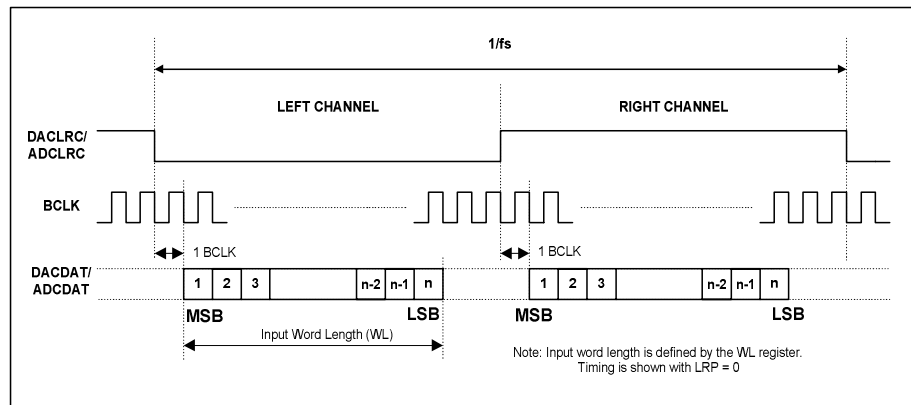 1/fs
LEFT CHANNEL
RIGHT CHANNEL
DACLRC/
ADCLRC
BCLK
1 BCLK
1 BCLK
DACDAT/
ADCDAT
1 2 3 n-2 n-1 n
1 2 3 n-2 n-1 n
MSB
LSB
MSB
LSB
Input Word Length (WL)
Note: Input word length is defined by the WL register.
Timing is shown with LRP = 0